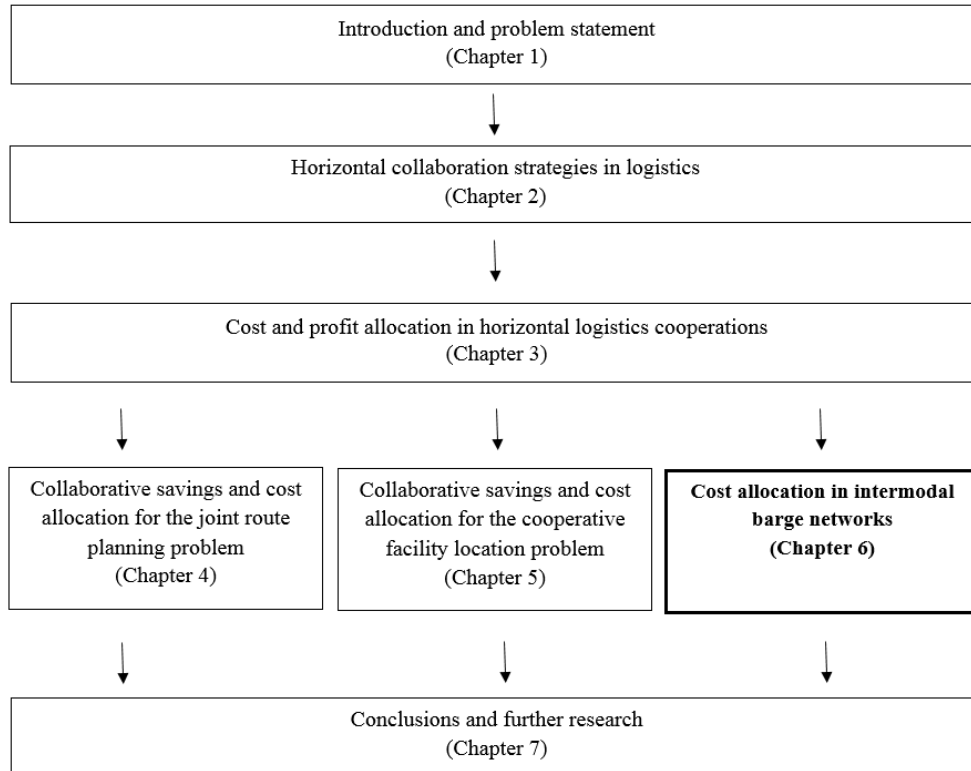 Introduction and problem statement
(Chapter 1)
Horizontal collaboration strategies in logistics
(Chapter 2)
Cost and profit allocation in horizontal logistics cooperations
(Chapter 3)
Collaborative savings and cost
allocation for the joint route
planning problem
(Chapter 4)
Collaborative savings and cost
allocation for the cooperative
facility location problem
(Chapter 5)
Cost allocation in intermodal
barge networks
(Chapter 6)
Conclusions and further research
(Chapter 7)